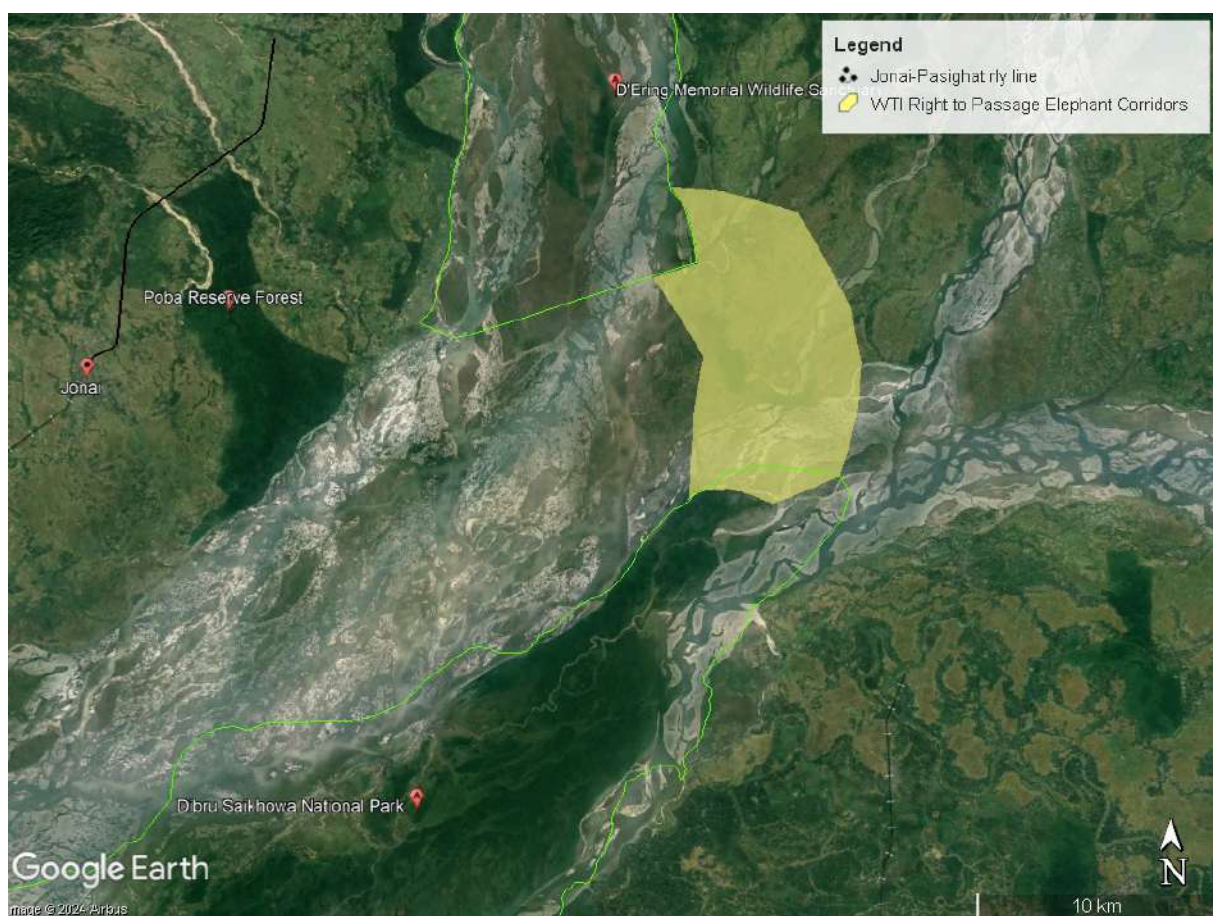 Legend
Jonai-Pasighat rly line
WTI Right to Passage Elephant Corridors
D'Ering Memorial Wildlife Sanctuary
Poba Reserve Forest
Jonai
Dibru Saikhowa National Park
Google Earth
N
Image © 2024 Airbus
10 km